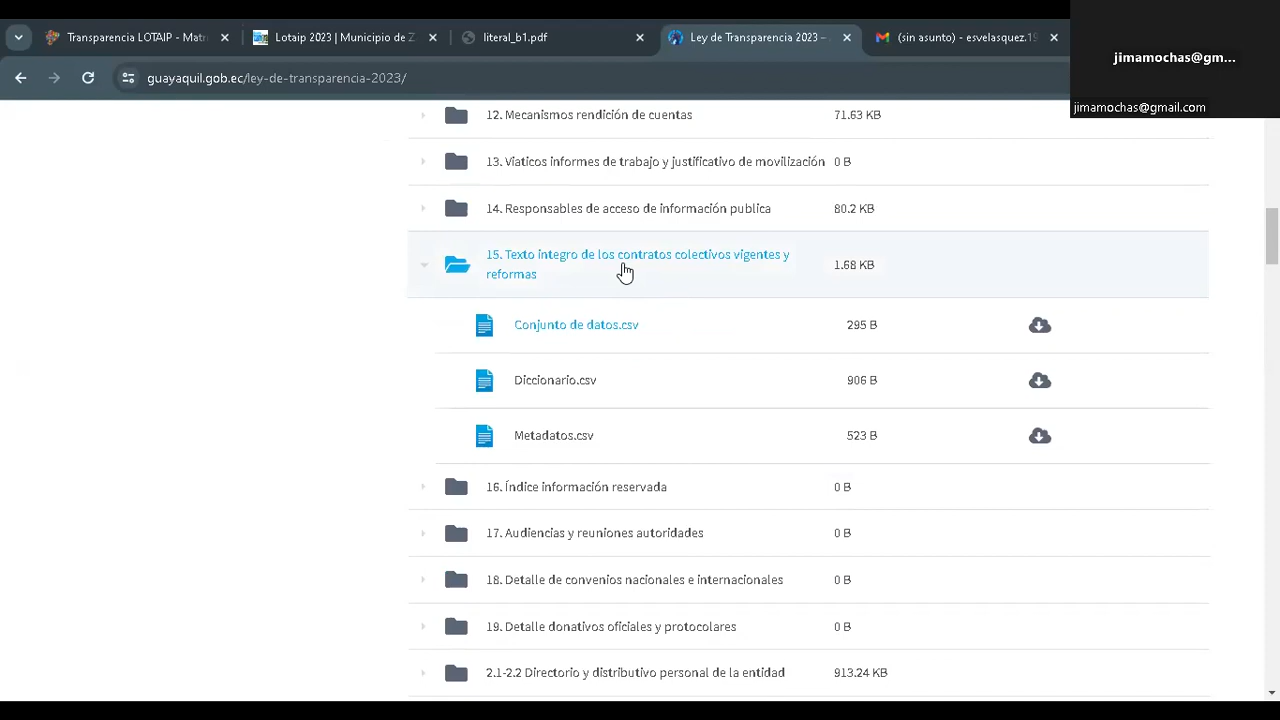 Transparencia LOTAIP - Matr
Lotaip 2023 | Municipio de Z
literal_b1.pdf
Ley de Transparencia 2023 –
(sin asunto) - esvelasquez.15
jimamochas@gm...
jimamochas@gmail.com
guayaquil.gob.ec/ley-de-transparencia-2023/
12. Mecanismos rendición de cuentas 71.63 KB
13. Viaticos informes de trabajo y justificativo de movilización 0 B
14. Responsables de acceso de información publica 80.2 KB
15. Texto integro de los contratos colectivos vigentes y
reformas
1.68 KB
Conjunto de datos.csv 295 B
Diccionario.csv 906 B
Metadatos.csv 523 B
16. Índice información reservada 0 B
17. Audiencias y reuniones autoridades 0 B
18. Detalle de convenios nacionales e internacionales 0 B
19. Detalle donativos oficiales y protocolares 0 B
2.1-2.2 Directorio y distributivo personal de la entidad 913.24 KB